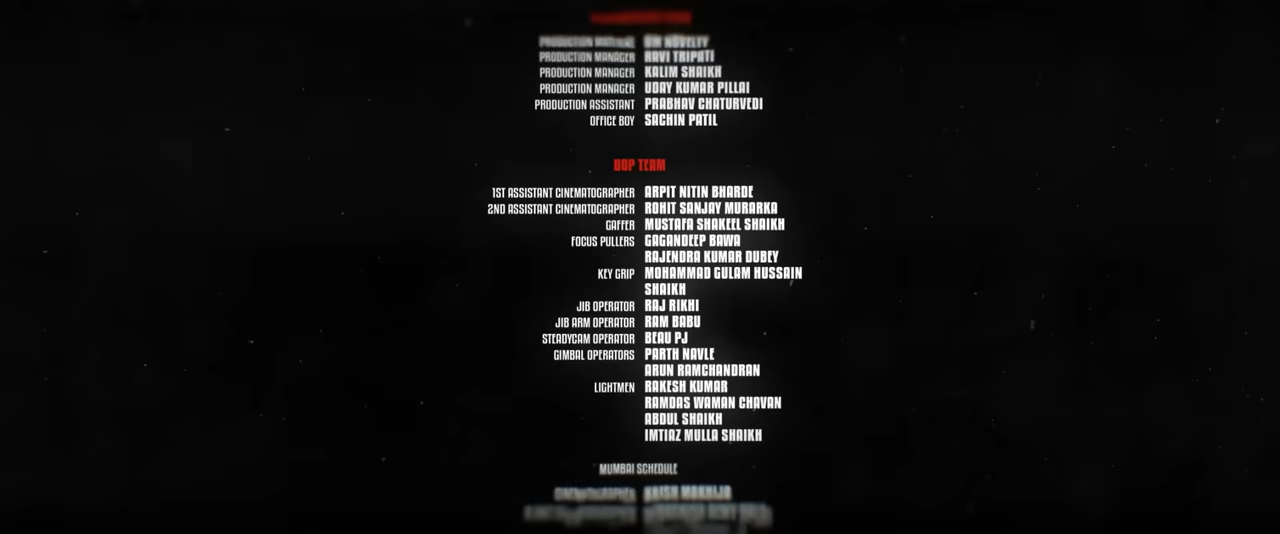 PRODUCTION MANAGER RAVI TRIPATI
PRODUCTION MANAGER KALIM SHAIKH
PRODUCTION MANAGER UDAY KUMAR PILLAI
PRODUCTION ASSISTANT PRABHAV CHATURVEDI
OFFICE BOY SACHIN PATIL
DOP TEAM
1ST ASSISTANT CINEMATOGRAPHER ARPIT NITIN BHARDE
2ND ASSISTANT CINEMATOGRAPHER ROHIT SANJAY MURARKA
GAFFER MUSTAFA SHAKEEL SHAIKH
FOCUS PULLERS GAGANDEEP BAWA
RAJENDRA KUMAR DUBEY
KEY GRIP MOHAMMAD GULAM HUSSAIN
SHAIKH
JIB OPERATOR RAJ RIKHI
JIB ARM OPERATOR RAM BABU
STEADYCAM OPERATOR BEAU PJ
GIMBAL OPERATORS PARTH NAVLE
ARUN RAMCHANDRAN
LIGHTMEN RAKESH KUMAR
RAMDAS WAMAN CHAVAN
ABDUL SHAIKH
IMTIAZ MULLA SHAIKH
MUMBAI SCHEDULE
CINEMATOGRAPHER KRISH MAKHIJA